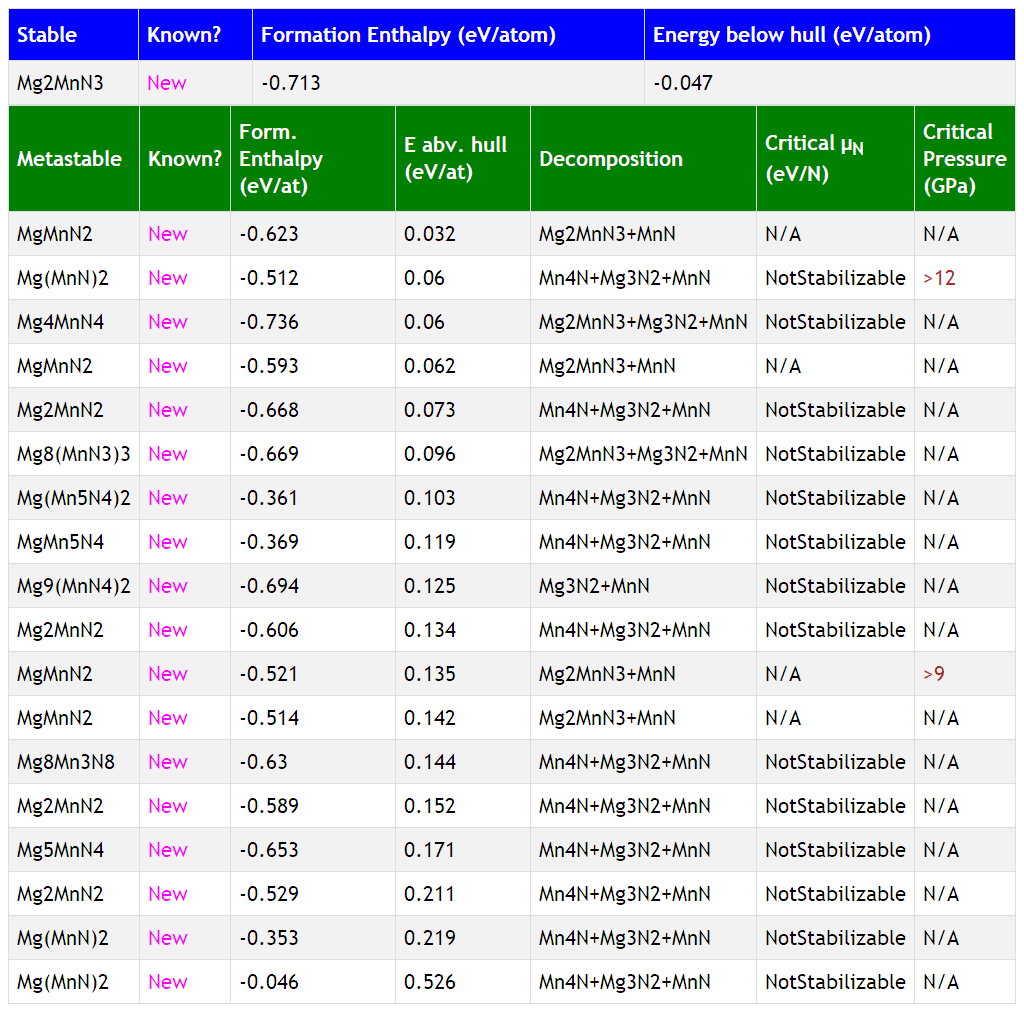 Stable Known? Formation Enthalpy (eV/atom) Energy below hull (eV/atom)
Mg2MnN3 New -0.713 -0.047
Metastable Known? Form. Enthalpy (eV/at) E abv. hull (eV/at) Decomposition Critical μN (eV/N) Critical Pressure (GPa)
MgMnN2 New -0.623 0.032 Mg2MnN3+MnN N/A N/A
Mg(MnN)2 New -0.512 0.06 Mn4N+Mg3N2+MnN NotStabilizable >12
Mg4MnN4 New -0.736 0.06 Mg2MnN3+Mg3N2+MnN NotStabilizable N/A
MgMnN2 New -0.593 0.062 Mg2MnN3+MnN N/A N/A
Mg2MnN2 New -0.668 0.073 Mn4N+Mg3N2+MnN NotStabilizable N/A
Mg8(MnN3)3 New -0.669 0.096 Mg2MnN3+Mg3N2+MnN NotStabilizable N/A
Mg(Mn5N4)2 New -0.361 0.103 Mn4N+Mg3N2+MnN NotStabilizable N/A
MgMn5N4 New -0.369 0.119 Mn4N+Mg3N2+MnN NotStabilizable N/A
Mg9(MnN4)2 New -0.694 0.125 Mg3N2+MnN NotStabilizable N/A
Mg2MnN2 New -0.606 0.134 Mn4N+Mg3N2+MnN NotStabilizable N/A
MgMnN2 New -0.521 0.135 Mg2MnN3+MnN N/A >9
MgMnN2 New -0.514 0.142 Mg2MnN3+MnN N/A N/A
Mg8Mn3N8 New -0.63 0.144 Mn4N+Mg3N2+MnN NotStabilizable N/A
Mg2MnN2 New -0.589 0.152 Mn4N+Mg3N2+MnN NotStabilizable N/A
Mg5MnN4 New -0.653 0.171 Mn4N+Mg3N2+MnN NotStabilizable N/A
Mg2MnN2 New -0.529 0.211 Mn4N+Mg3N2+MnN NotStabilizable N/A
Mg(MnN)2 New -0.353 0.219 Mn4N+Mg3N2+MnN NotStabilizable N/A
Mg(MnN)2 New -0.046 0.526 Mn4N+Mg3N2+MnN NotStabilizable N/A